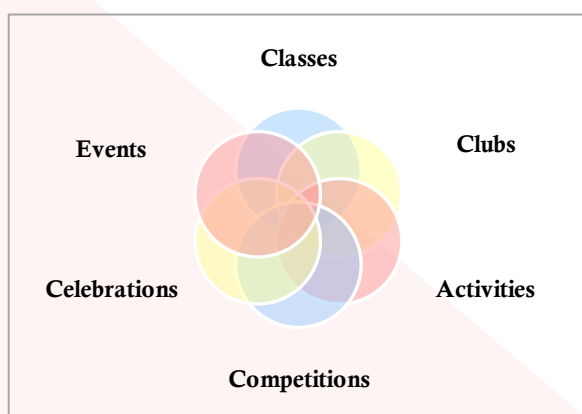 Classes
Events
Clubs
Celebrations
Activities
Competitions